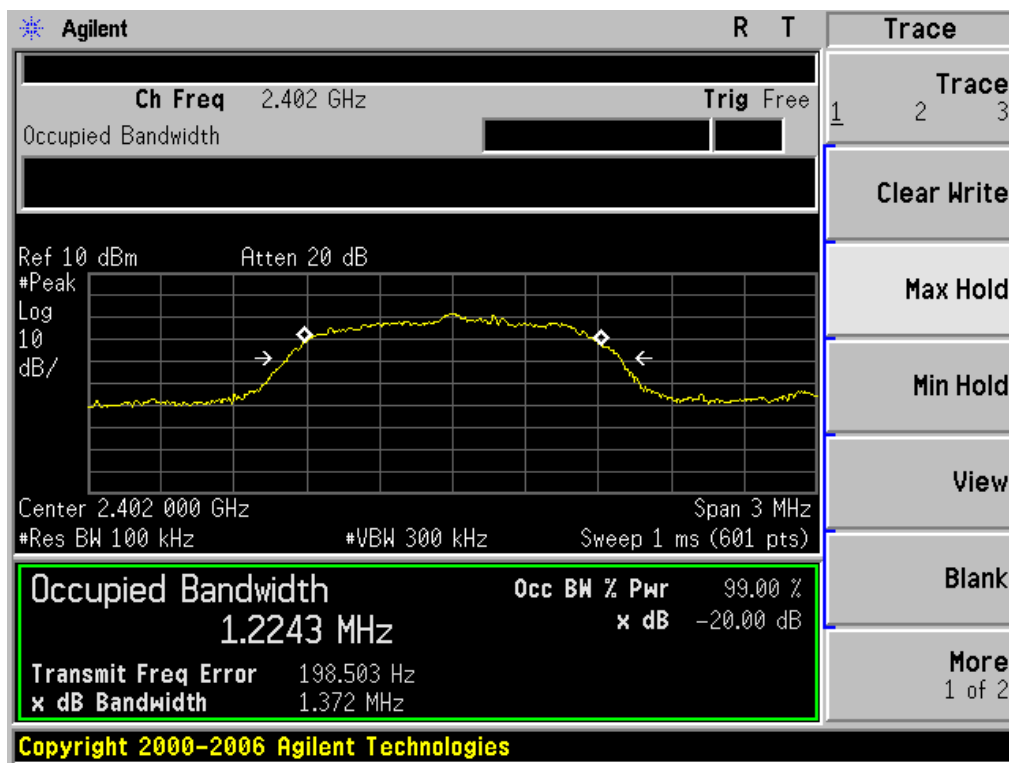 Agilent R T Trace
Ch Freq 2.402 GHz Trig Free
Occupied Bandwidth
Trace
1 2 3
Clear Write
Max Hold
Min Hold
View
Blank
More
1 of 2
Ref 10 dBm Atten 20 dB
#Peak
Log
10
dB/
Center 2.402 000 GHz Span 3 MHz
#Res BW 100 kHz #VBW 300 kHz Sweep 1 ms (601 pts)
Occupied Bandwidth Occ BW % Pwr 99.00 %
1.2243 MHz x dB -20.00 dB
Transmit Freq Error 198.503 Hz
x dB Bandwidth 1.372 MHz
Copyright 2000-2006 Agilent Technologies